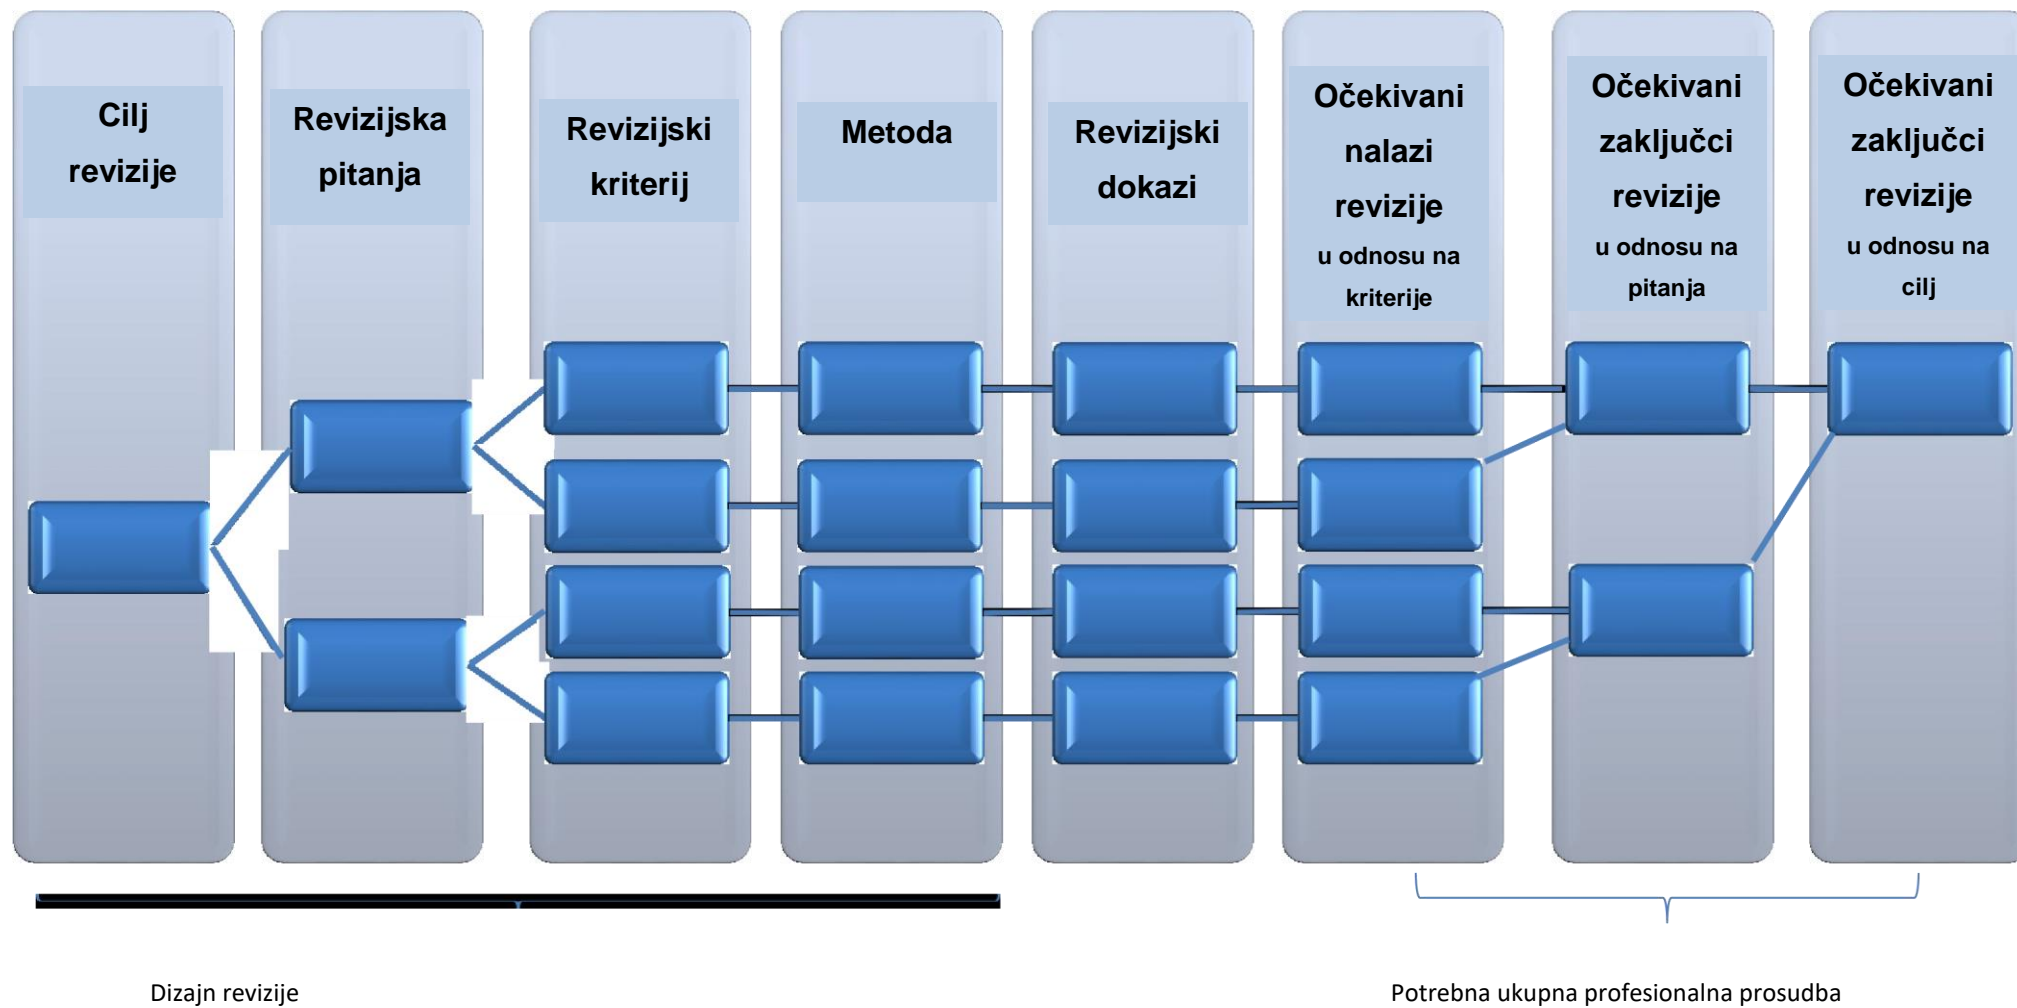 Cilj
revizije
Revizijska
pitanja
Revizijski
kriterij
Metoda
Revizijski
dokazi
Očekivani
nalazi
revizije
u odnosu na
kriterije
Očekivani
zaključci
revizije
u odnosu na
pitanja
Očekivani
zaključci
revizije
u odnosu na
cilj
Dizajn revizije
Potrebna ukupna profesionalna prosudba